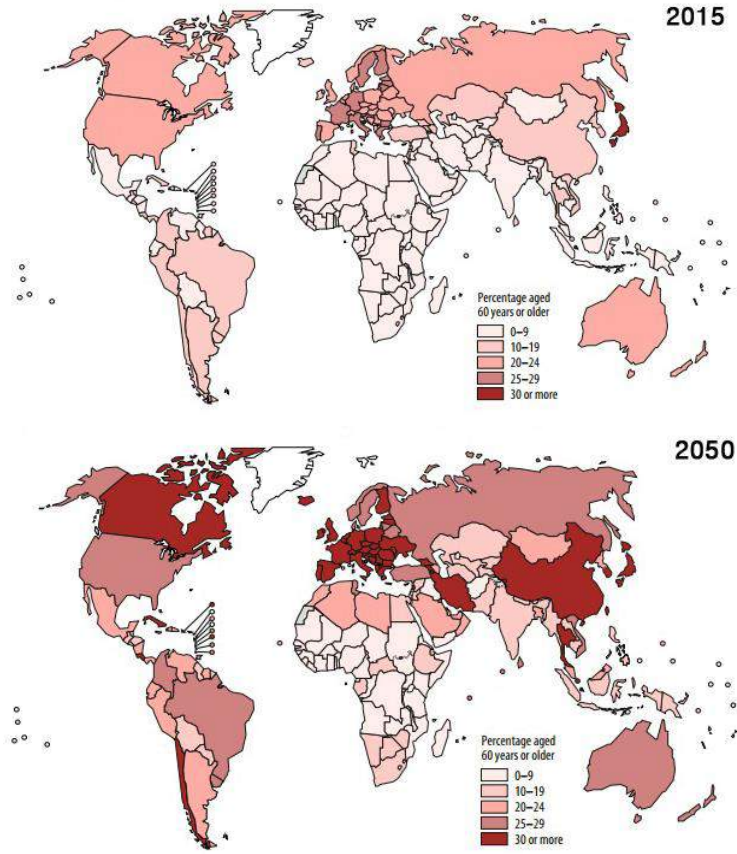 2015
Percentage aged
60 years or older
0–9
10–19
20–24
25–29
30 or more
2050
Percentage aged
60 years or older
0–9
10–19
20–24
25–29
30 or more